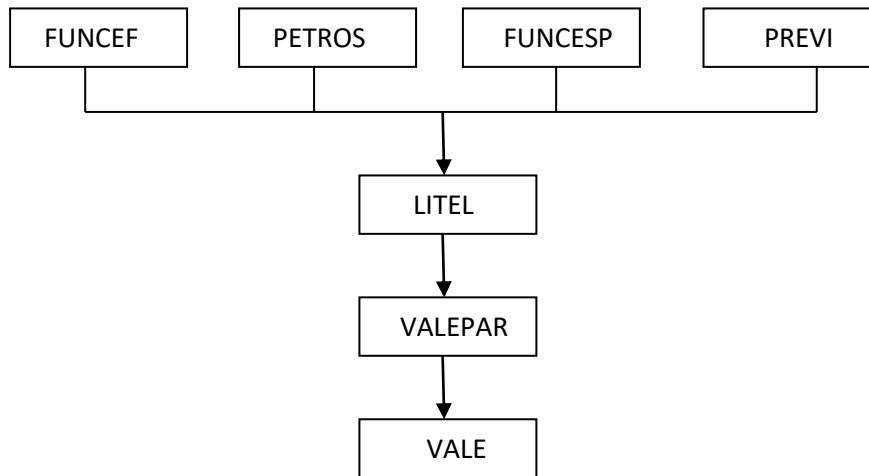 FUNCEF PETROS FUNCESP PREVI
LITEL
VALEPAR
VALE